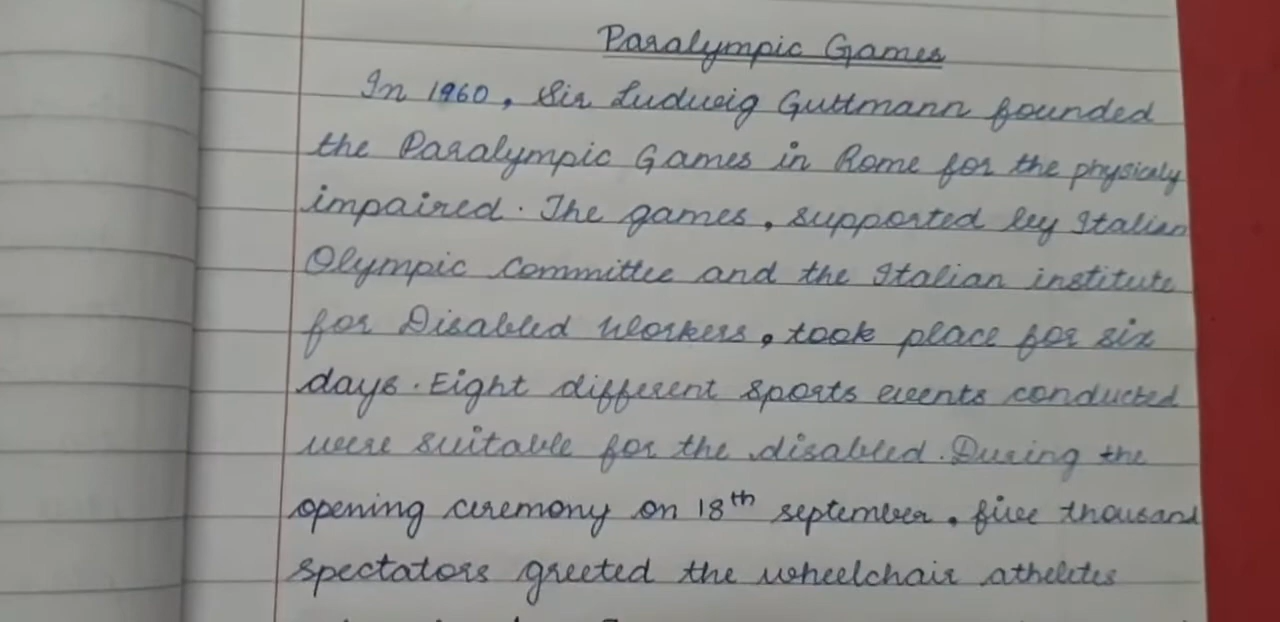 Paralympic Games
In 1960, Sir Ludwig Guttmann founded
the Paralympic Games in Rome for the physicaly
impaired. The games, supported by Italian
Olympic Committee and the Italian institute
for Disabled Workers, took place for six
days. Eight different sports events conducted
were suitable for the disabled. During the
opening ceremony on 18th september, five thousand
spectators greeted the wheelchair atheletes